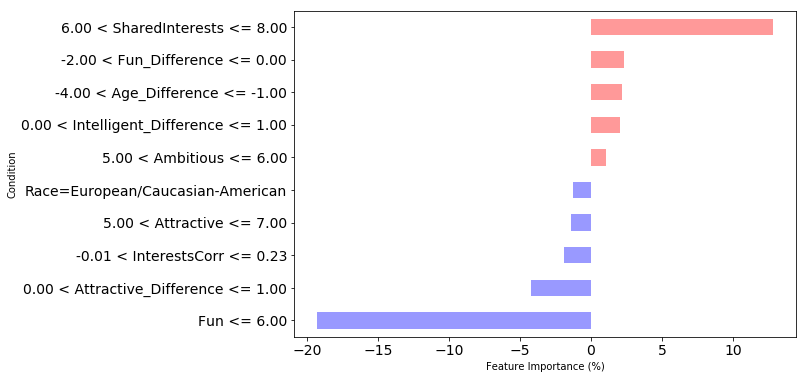 6.00 < SharedInterests <= 8.00
-2.00 < Fun_Difference <= 0.00
-4.00 < Age_Difference <= -1.00
0.00 < Intelligent_Difference <= 1.00
5.00 < Ambitious <= 6.00
Race=European/Caucasian-American
5.00 < Attractive <= 7.00
-0.01 < InterestsCorr <= 0.23
0.00 < Attractive_Difference <= 1.00
Fun <= 6.00
Condition
−20 −15 −10 −5 0 5 10
Feature Importance (%)